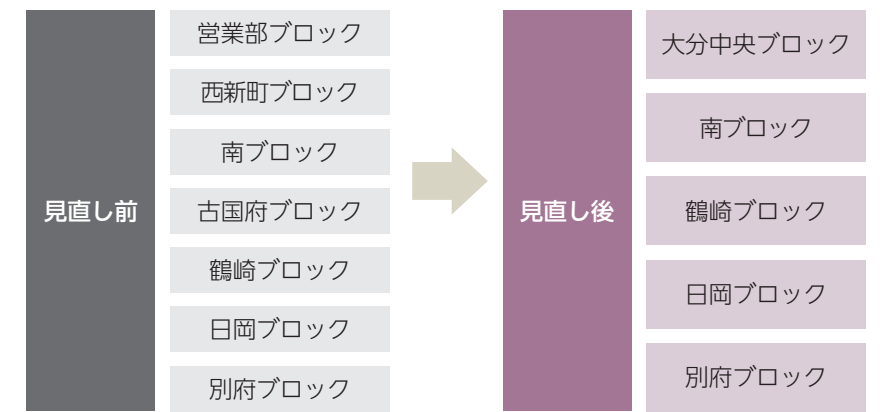 見直し前
営業部ブロック
西新町ブロック
南ブロック
古国府ブロック
鶴崎ブロック
日岡ブロック
別府ブロック
見直し後
大分中央ブロック
南ブロック
鶴崎ブロック
日岡ブロック
別府ブロック